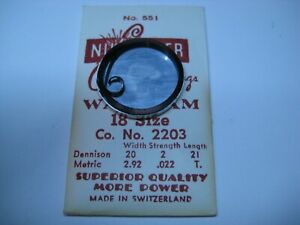 No. 551
18 Size
Co. No. 2203
Width Strength Length
Dennison 20 2 21
Metric 2.92 .022 T.
SUPERIOR QUALITY
MORE POWER
MADE IN SWITZERLAND